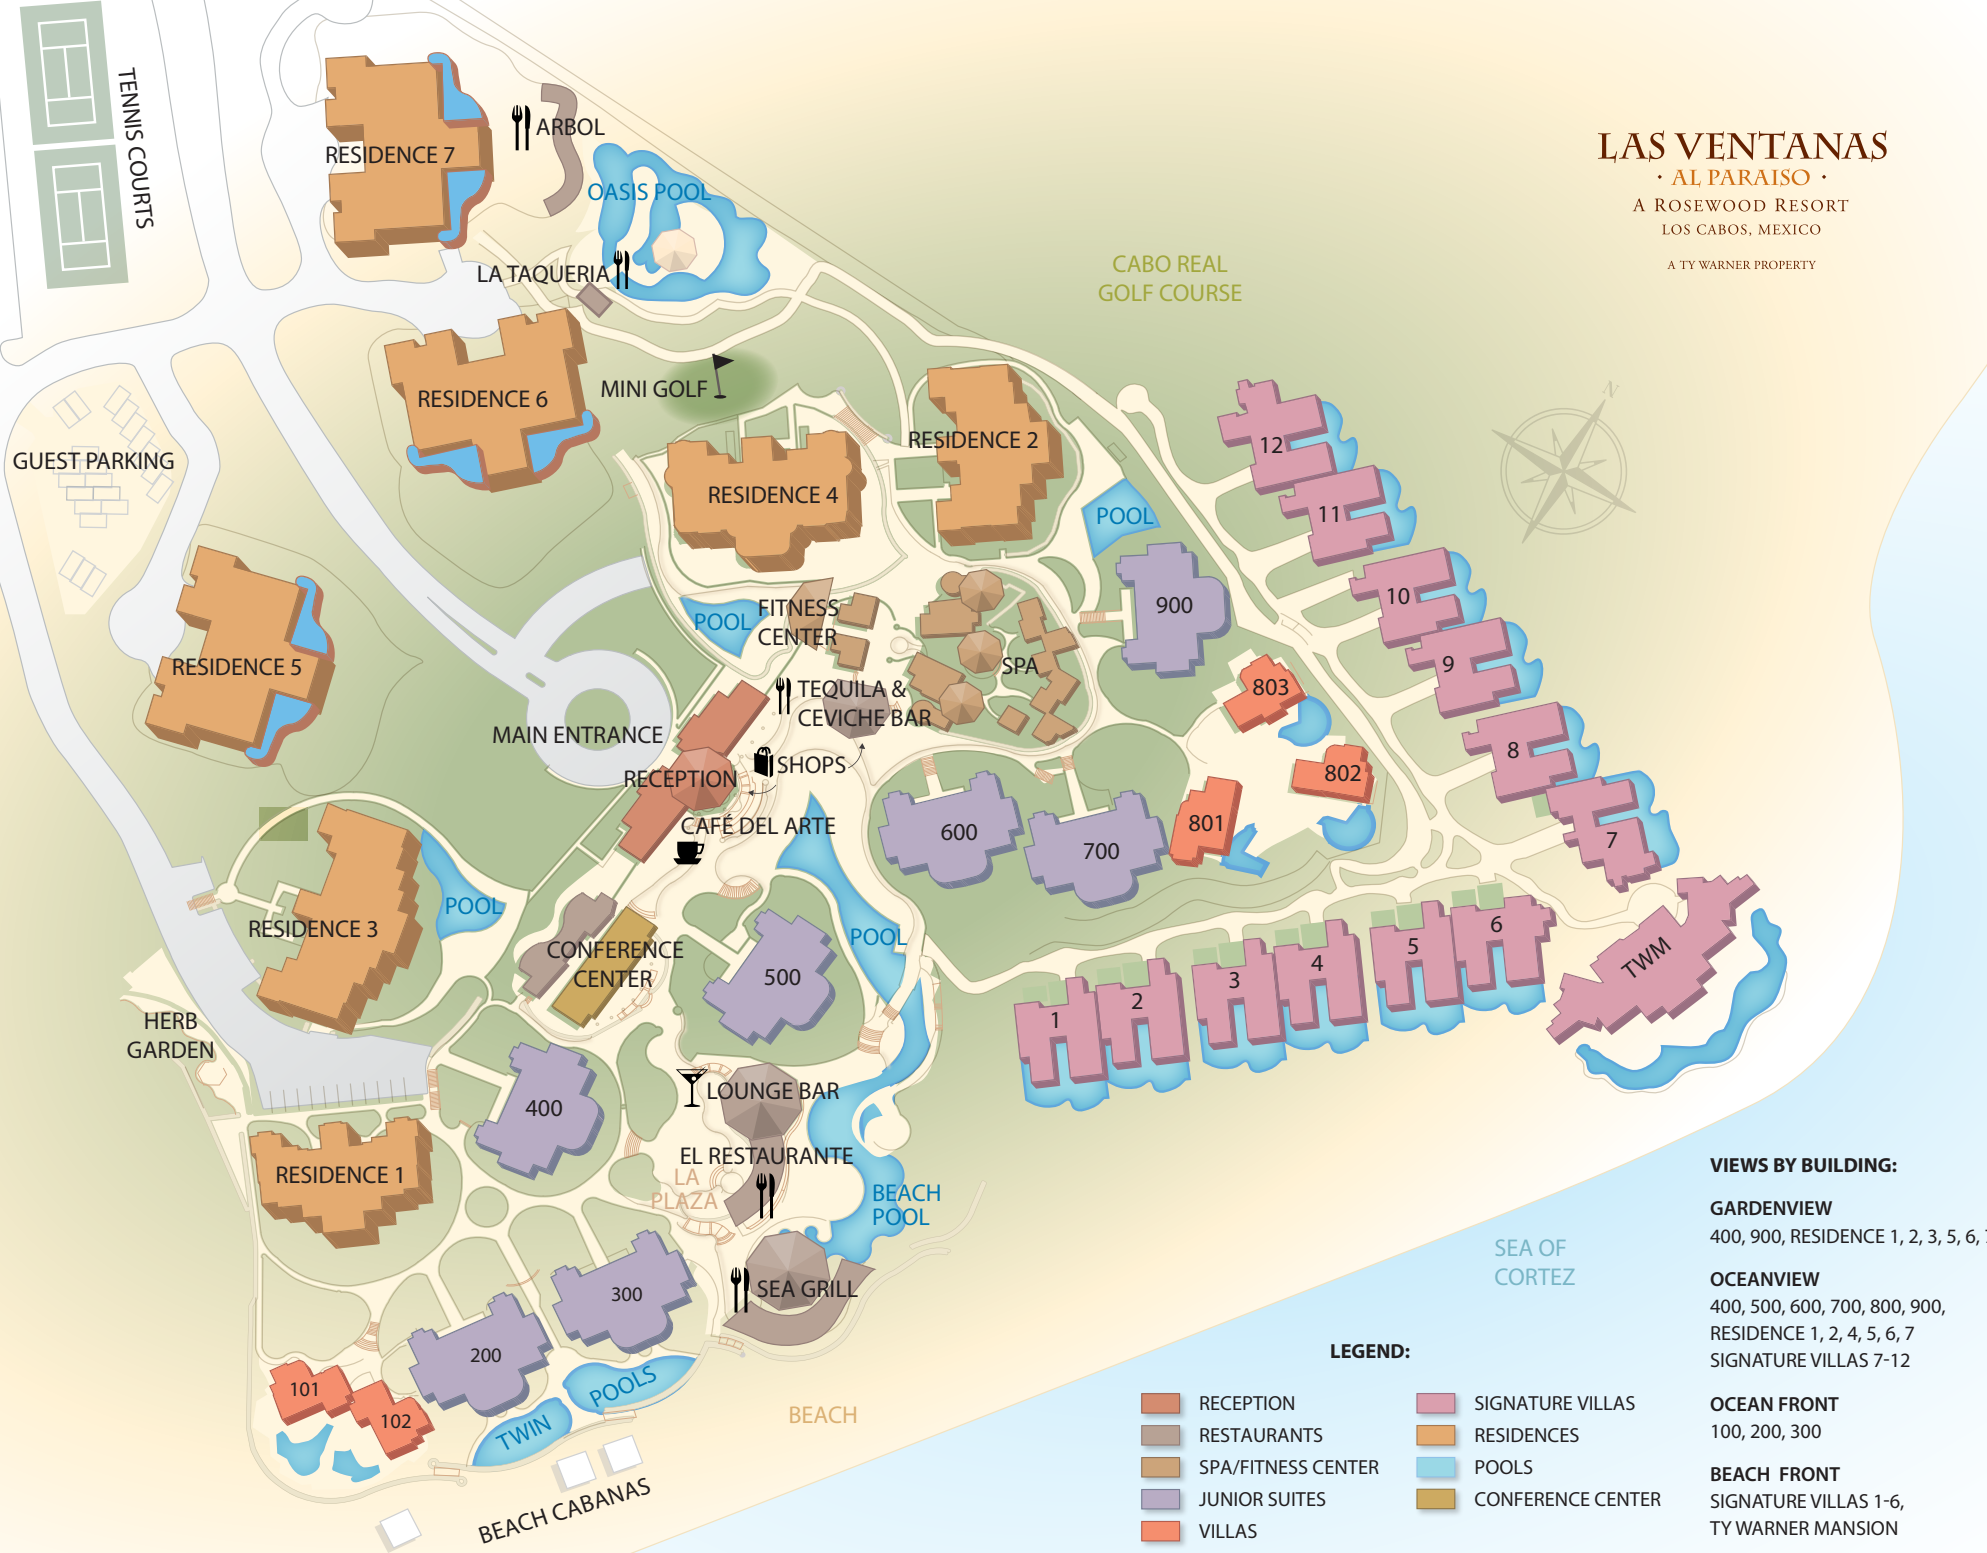 TENNIS COURTS
RESIDENCE 7
ARBOL
OASIS POOL
LA TAQUERIA
LAS VENTANAS
· AL PARAISO ·
A ROSEWOOD RESORT
LOS CABOS, MEXICO
A TY WARNER PROPERTY
CABO REAL
GOLF COURSE
N
RESIDENCE 6
MINI GOLF
GUEST PARKING
RESIDENCE 4
RESIDENCE 2
POOL
12
11
10
9
8
7
900
RESIDENCE 5
POOL
FITNESS
CENTER
SPA
TEQUILA &
CEVICHE BAR
MAIN ENTRANCE
RECEPTION
SHOPS
CAFÉ DEL ARTE
803
802
801
600
700
RESIDENCE 3
POOL
CONFERENCE
CENTER
500
POOL
1
2
3
4
5
6
TWM
HERB
GARDEN
400
LOUNGE BAR
EL RESTAURANTE
LA
PLAZA
BEACH
POOL
RESIDENCE 1
SEA GRILL
300
200
101
102
TWIN
POOLS
BEACH
BEACH CABANAS
SEA OF
CORTEZ
LEGEND:
RECEPTION
RESTAURANTS
SPA/FITNESS CENTER
JUNIOR SUITES
VILLAS
SIGNATURE VILLAS
RESIDENCES
POOLS
CONFERENCE CENTER
VIEWS BY BUILDING:
GARDENVIEW
400, 900, RESIDENCE 1, 2, 3, 5, 6,
OCEANVIEW
400, 500, 600, 700, 800, 900,
RESIDENCE 1, 2, 4, 5, 6, 7
SIGNATURE VILLAS 7-12
OCEAN FRONT
100, 200, 300
BEACH FRONT
SIGNATURE VILLAS 1-6,
TY WARNER MANSION